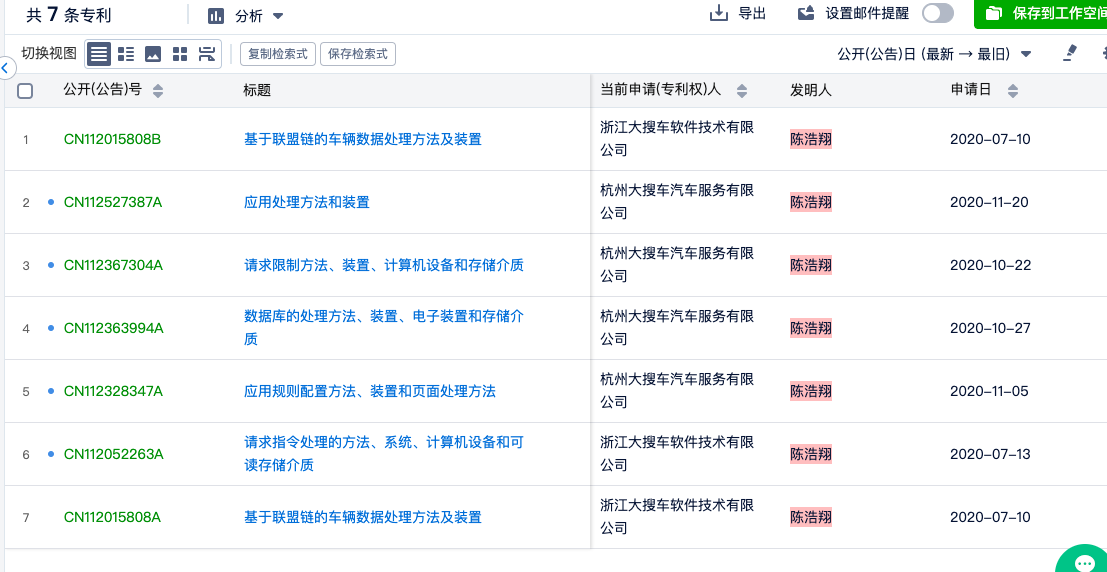 共 7 条专利
分析
导出
设置邮件提醒
保存到工作空间
切换视图
复制检索式
保存检索式
公开(公告)日 (最新 → 最旧)
公开(公告)号
标题
当前申请(专利权)人
发明人
申请日
1
CN112015808B
基于联盟链的车辆数据处理方法及装置
浙江大搜车软件技术有限
公司
陈浩翔
2020-07-10
2
CN112527387A
应用处理方法和装置
杭州大搜车汽车服务有限
公司
陈浩翔
2020-11-20
3
CN112367304A
请求限制方法、装置、计算机设备和存储介质
杭州大搜车汽车服务有限
公司
陈浩翔
2020-10-22
4
CN112363994A
数据库的处理方法、装置、电子装置和存储介
质
杭州大搜车汽车服务有限
公司
陈浩翔
2020-10-27
5
CN112328347A
应用规则配置方法、装置和页面处理方法
杭州大搜车汽车服务有限
公司
陈浩翔
2020-11-05
6
CN112052263A
请求指令处理的方法、系统、计算机设备和可
读存储介质
浙江大搜车软件技术有限
公司
陈浩翔
2020-07-13
7
CN112015808A
基于联盟链的车辆数据处理方法及装置
浙江大搜车软件技术有限
公司
陈浩翔
2020-07-10